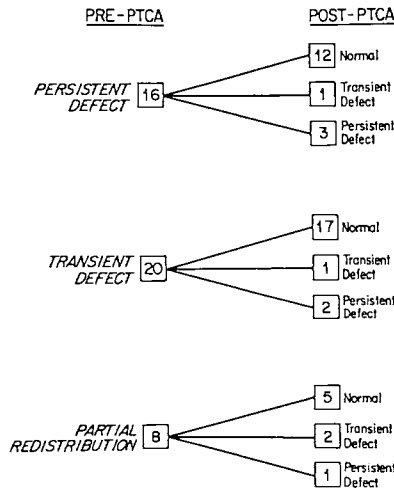 PRE-PTCA
POST-PTCA
PERSISTENT
DEFECT
16
12 Normal
1 Transient
Defect
3 Persistent
Defect
TRANSIENT
DEFECT
20
17 Normal
1 Transient
Defect
2 Persistent
Defect
PARTIAL
REDISTRIBUTION
8
5 Normal
2 Transient
Defect
1 Persistent
Defect